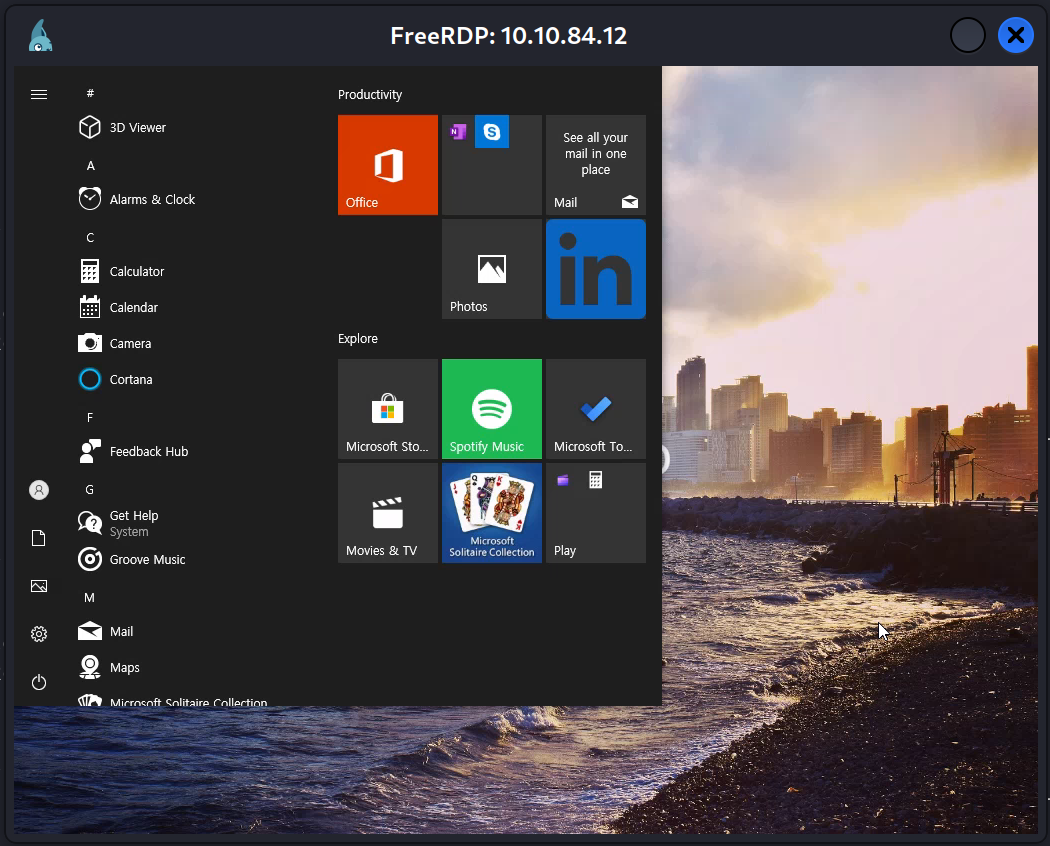 FreeRDP: 10.10.84.12
#
3D Viewer
A
Alarms & Clock
C
Calculator
Calendar
Camera
Cortana
F
Feedback Hub
G
Get Help
System
Groove Music
M
Mail
Maps
Microsoft Solitaire Collection
Productivity
Office
N
S
See all your
mail in one
place
Mail
Photos
in
Explore
Microsoft Sto...
Spotify Music
Microsoft To...
Movies & TV
J
Q
K
K
Microsoft
Solitaire Collection
Play